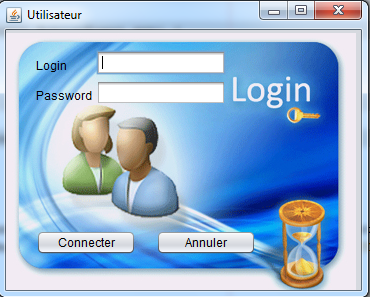 Utilisateur
Login
Password
Login
Connecter Annuler